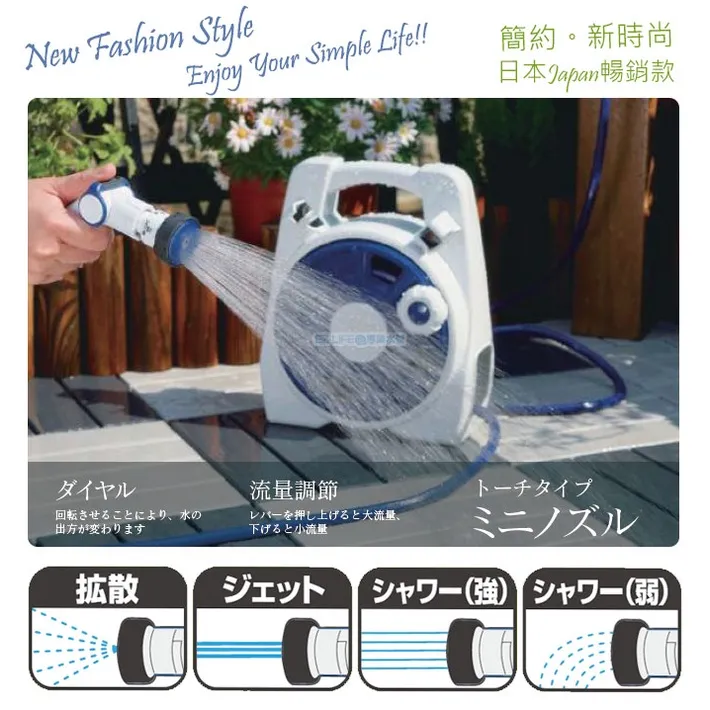 New Fashion Style
Enjoy Your Simple Life!!
簡約。新時尚
日本Japan暢銷款
ダイヤル
回転させることにより、水の
出方が変わります
流量調節
レバーを押し上げると大流量、
下げると小流量
トーチタイプ
ミニノズル
拡散
ジェット
シャワー(強)
シャワー(弱)